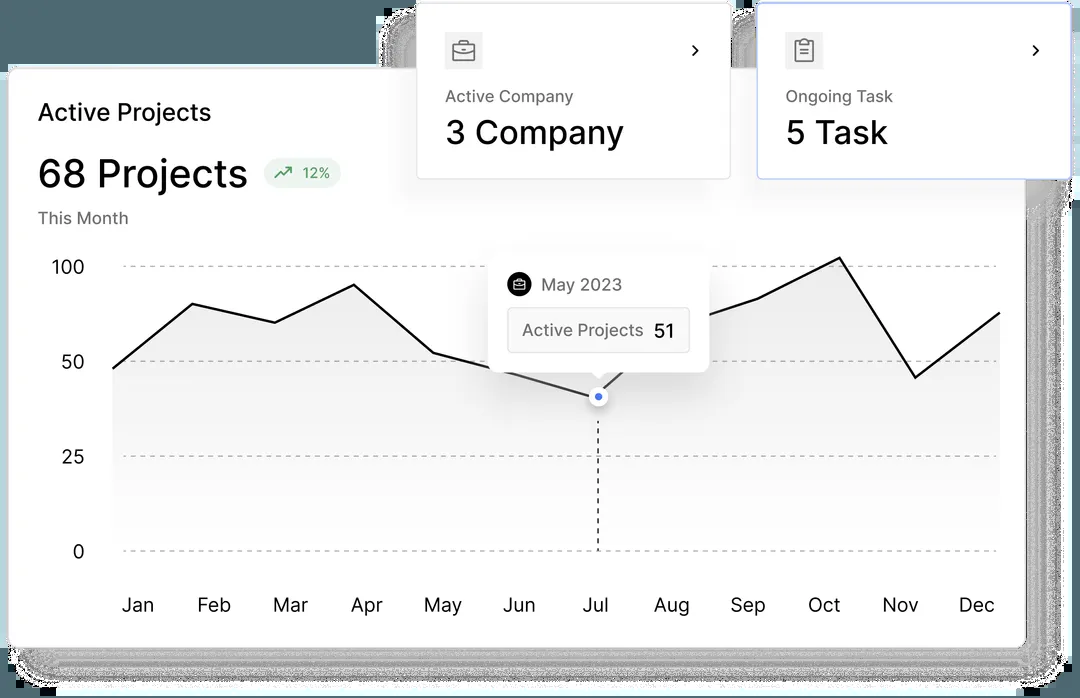 Active Company
3 Company
Ongoing Task
5 Task
Active Projects
68 Projects 12%
This Month
100
50
25
0
May 2023
Active Projects 51
Jan Feb Mar Apr May Jun Jul Aug Sep Oct Nov Dec